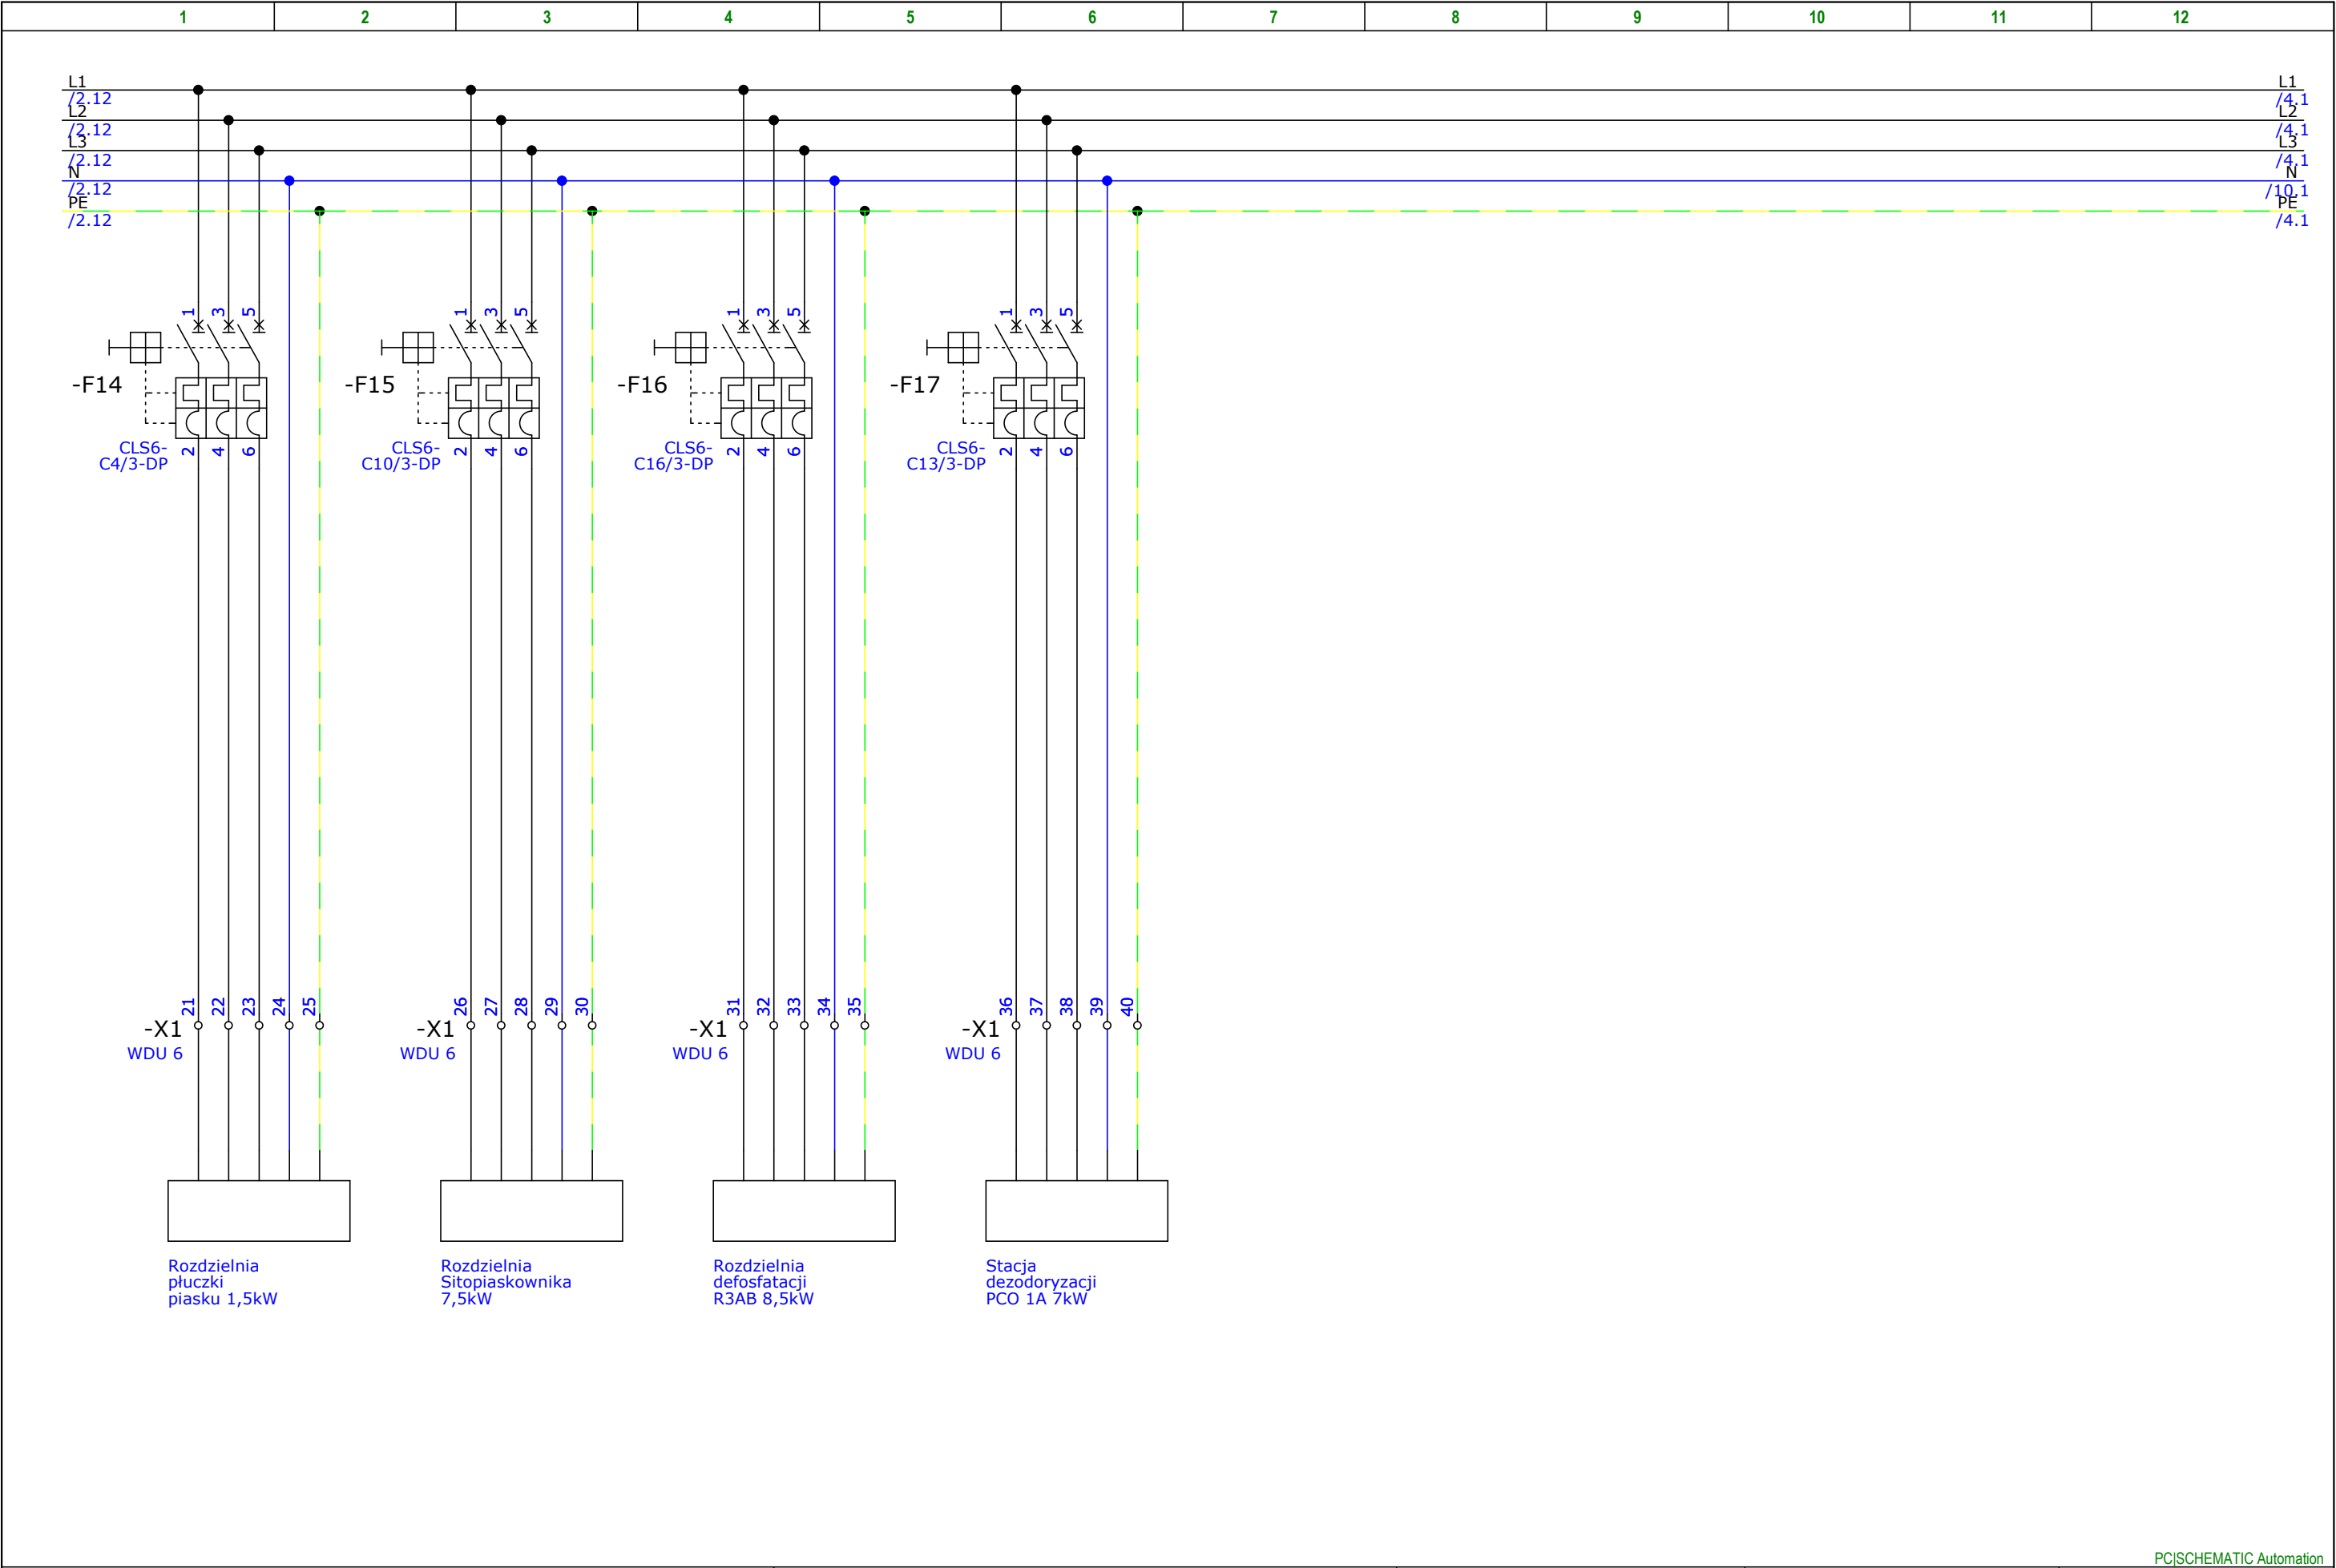 1 2 3 4 5 6 7 8 9 10 11 12
L1 L1
/2.12 /4.1
L2 L2
/2.12 /4.1
L3 L3
/2.12 /4.1
N N
/2.12 /10.1
PE PE
/2.12 /4.1
1 3 5 1 3 5 1 3 5 1 3 5
-F14 -F15 -F16 -F17
CLS6- CLS6- CLS6- CLS6-
C4/3-DP C10/3-DP C16/3-DP C13/3-DP
2 4 6 2 4 6 2 4 6 2 4 6
21 22 23 24 25 26 27 28 29 30 31 32 33 34 35 36 37 38 39 40
-X1 -X1 -X1 -X1
WDU 6 WDU 6 WDU 6 WDU 6
Rozdzielnia
płuczki
piasku 1,5kW
Rozdzielnia
Sitopiaskownika
7,5kW
Rozdzielnia
defosfatacji
R3AB 8,5kW
Stacja
dezodoryzacji
PCO 1A 7kW
PC|SCHEMATIC Automation